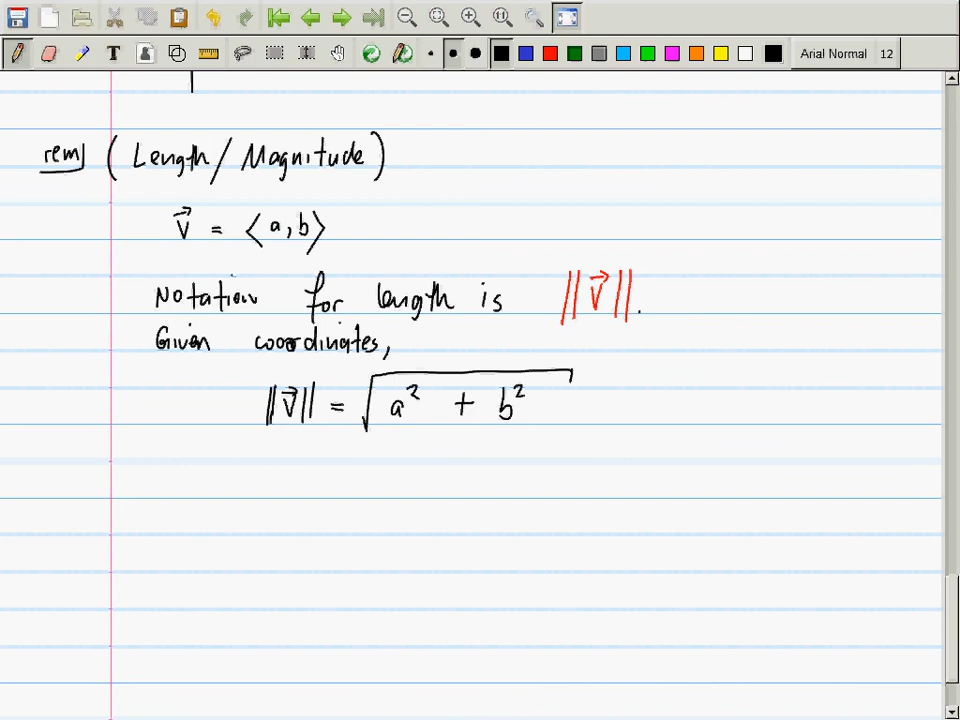 Arial Normal 12
rem) (Length/Magnitude)
v⃗ = ⟨a, b⟩
Notation for length is ||v⃗||.
Given coordinates,
||v⃗|| = √(a² + b²)